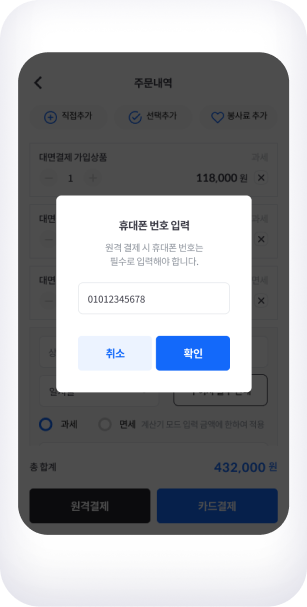 주문내역
직접추가 선택추가 봉사료 추가
대면결제 가입상품 과세
1 118,000 원
휴대폰 번호 입력
원격 결제 시 휴대폰 번호는
필수로 입력해야 합니다.
01012345678
취소 확인
과세 면세 계산기 모드 입력 금액에 한하여 적용
총 합계 432,000 원
원격결제 카드결제